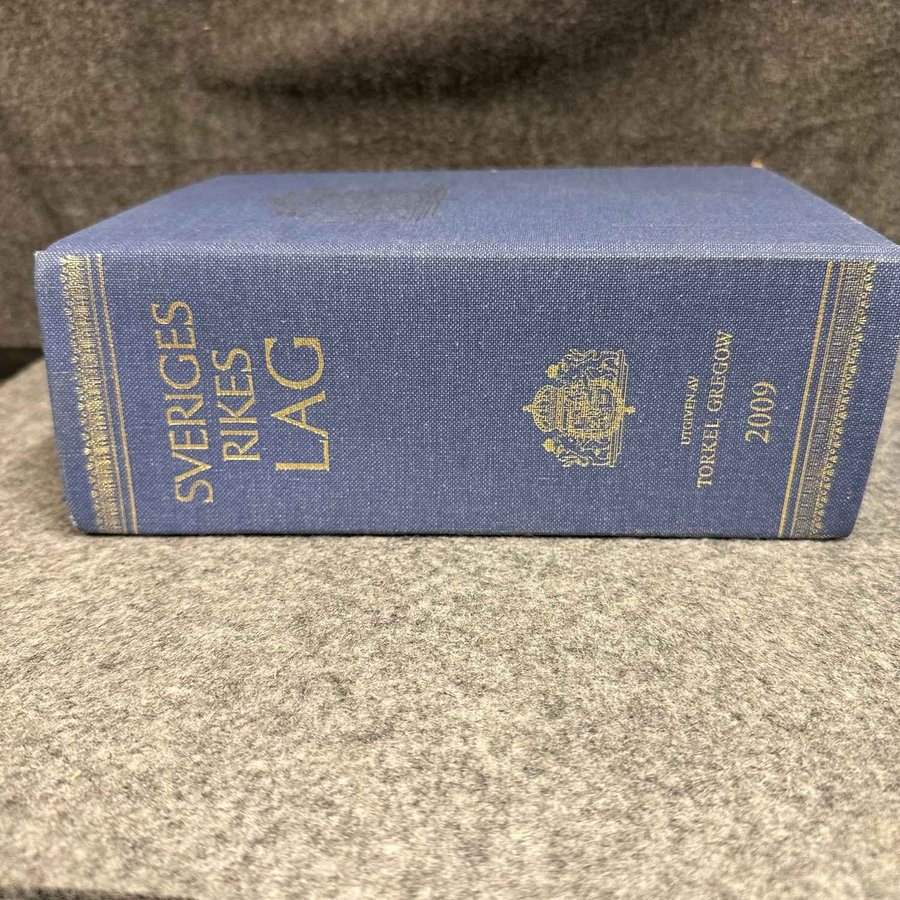 SVERIGES
RIKES
LAG
UTGIVEN AV
TORKEL GREGOW
2009